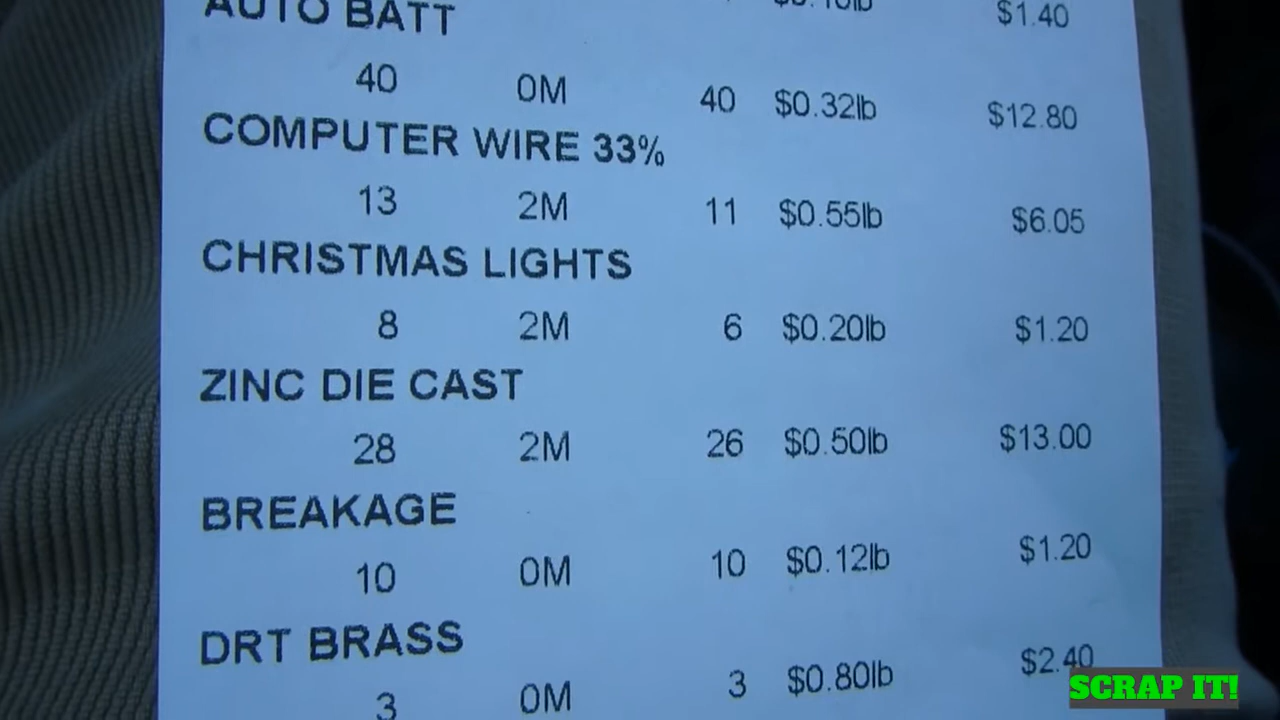 AUTO BATT $1.40
40 0M 40 $0.32lb $12.80
COMPUTER WIRE 33%
13 2M 11 $0.55lb $6.05
CHRISTMAS LIGHTS
8 2M 6 $0.20lb $1.20
ZINC DIE CAST
28 2M 26 $0.50lb $13.00
BREAKAGE
10 0M 10 $0.12lb $1.20
DRT BRASS
3 0M 3 $0.80lb $2.40
SCRAP IT!